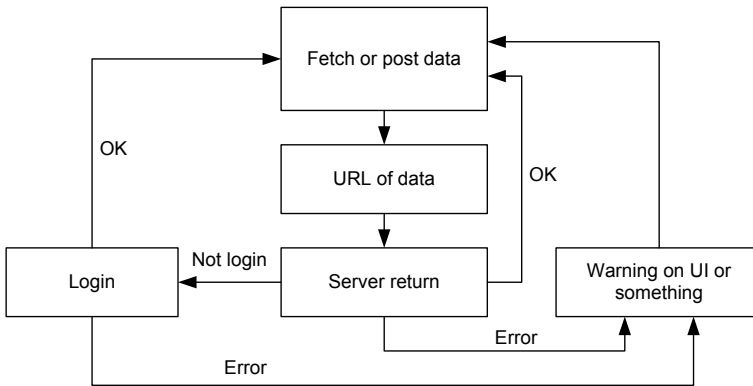 Fetch or post data
OK
URL of data
OK
Not login
Login
Server return
Warning on UI or
something
Error
Error